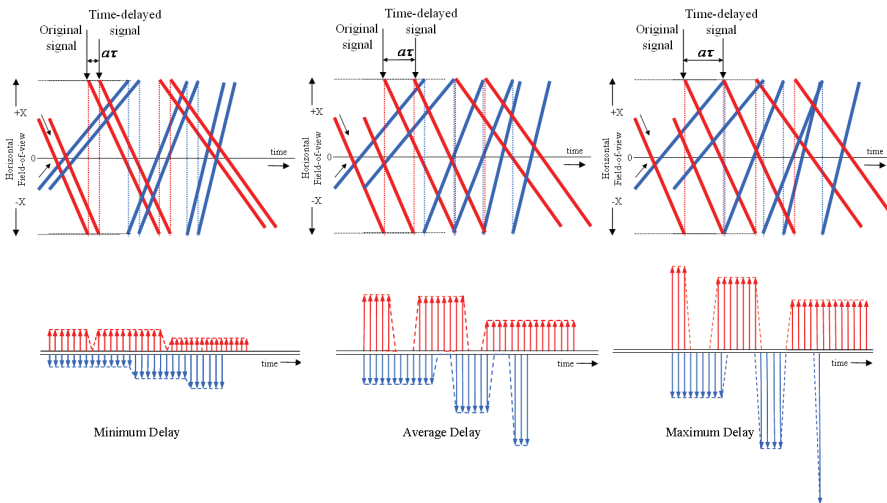 Time-delayed
signal
Original
signal
aτ
+X
0
-X
Horizontal
Field-of-view
time
time
Minimum Delay
Time-delayed
signal
Original
signal
aτ
+X
0
-X
Horizontal
Field-of-view
time
time
Average Delay
Time-delayed
signal
Original
signal
aτ
+X
0
-X
Horizontal
Field-of-view
time
time
Maximum Delay